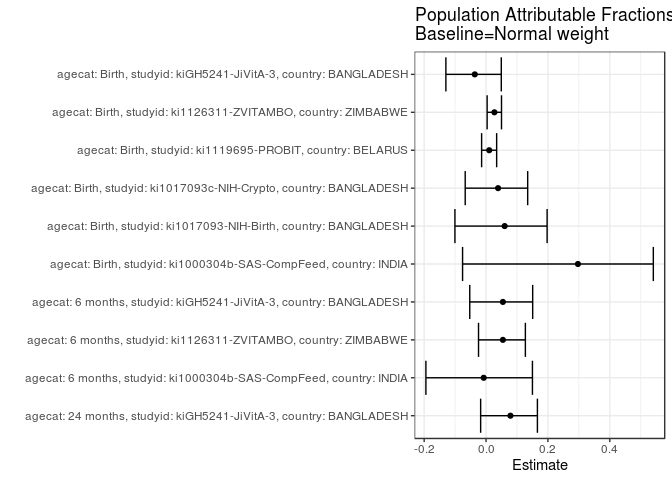 Population Attributable Fractions
Baseline=Normal weight
agecat: Birth, studyid: kiGH5241-JiVitA-3, country: BANGLADESH
agecat: Birth, studyid: ki1126311-ZVITAMBO, country: ZIMBABWE
agecat: Birth, studyid: ki1119695-PROBIT, country: BELARUS
agecat: Birth, studyid: ki1017093c-NIH-Crypto, country: BANGLADESH
agecat: Birth, studyid: ki1017093-NIH-Birth, country: BANGLADESH
agecat: Birth, studyid: ki1000304b-SAS-CompFeed, country: INDIA
agecat: 6 months, studyid: kiGH5241-JiVitA-3, country: BANGLADESH
agecat: 6 months, studyid: ki1126311-ZVITAMBO, country: ZIMBABWE
agecat: 6 months, studyid: ki1000304b-SAS-CompFeed, country: INDIA
agecat: 24 months, studyid: kiGH5241-JiVitA-3, country: BANGLADESH
-0.2 0.0 0.2 0.4
Estimate